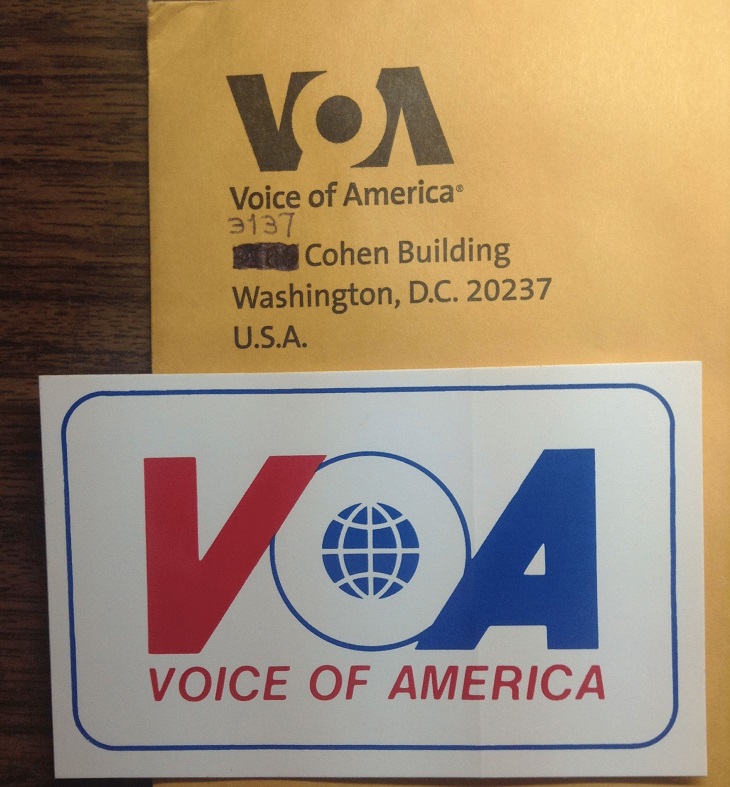 VOA
Voice of America®
3137
Cohen Building
Washington, D.C. 20237
U.S.A.
VOA
VOICE OF AMERICA